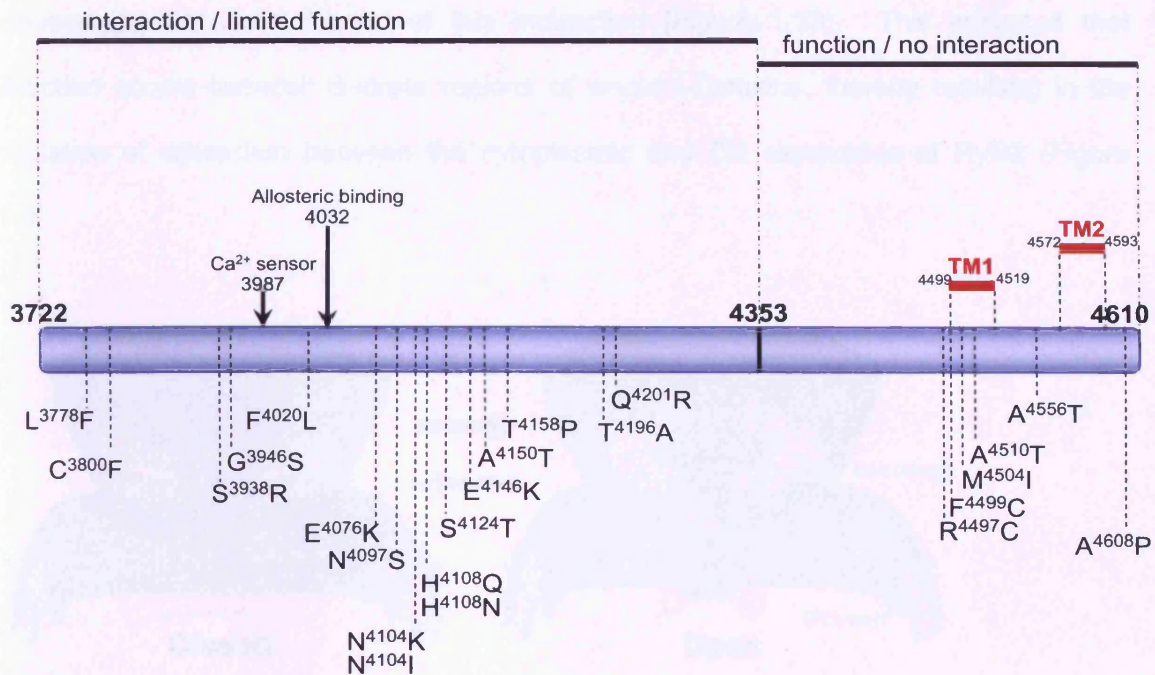 interaction / limited function
function / no interaction
Allosteric binding
4032
Ca²⁺ sensor
3987
TM2
4572
4593
TM1
4499
4519
3722
4353
4610
L³⁷⁷⁸F
C³⁸⁰⁰F
S³⁹³⁸R
G³⁹⁴⁶S
F⁴⁰²⁰L
E⁴⁰⁷⁶K
N⁴⁰⁹⁷S
N⁴¹⁰⁴K
N⁴¹⁰⁴I
H⁴¹⁰⁸Q
H⁴¹⁰⁸N
S⁴¹²⁴T
E⁴¹⁴⁶K
A⁴¹⁵⁰T
T⁴¹⁵⁸P
T⁴¹⁹⁶A
Q⁴²⁰¹R
R⁴⁴⁹⁷C
F⁴⁴⁹⁹C
M⁴⁵⁰⁴I
A⁴⁵¹⁰T
A⁴⁵⁵⁶T
A⁴⁶⁰⁸P